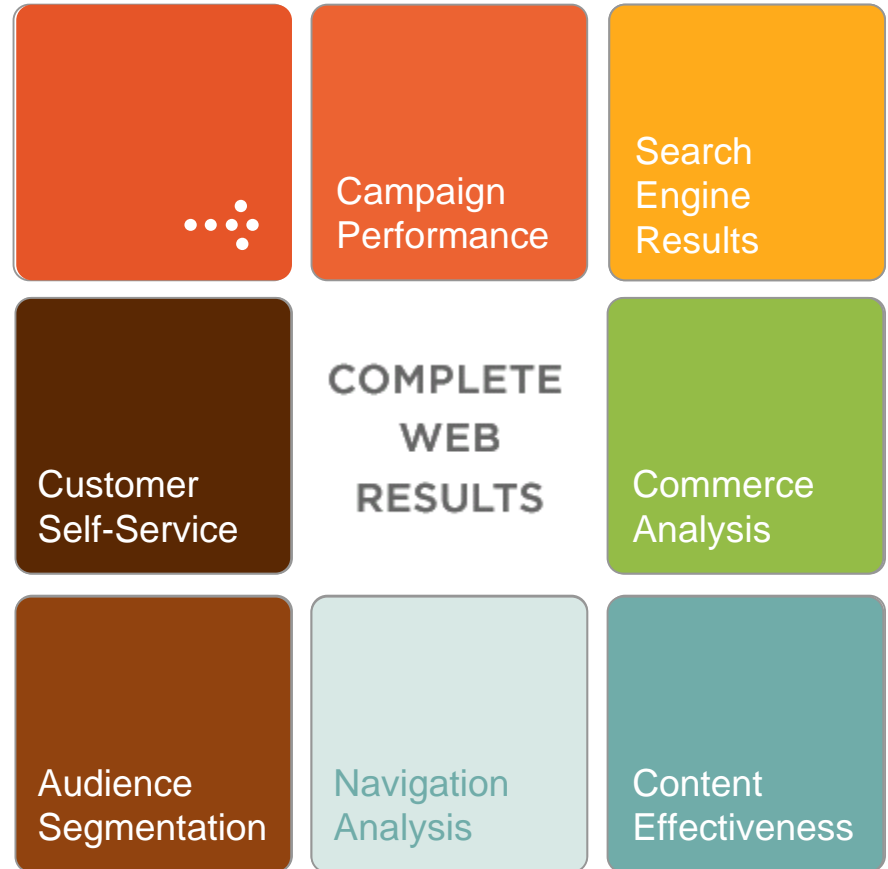 Campaign
Performance
Search
Engine
Results
Customer
Self-Service
COMPLETE
WEB
RESULTS
Commerce
Analysis
Audience
Segmentation
Navigation
Analysis
Content
Effectiveness